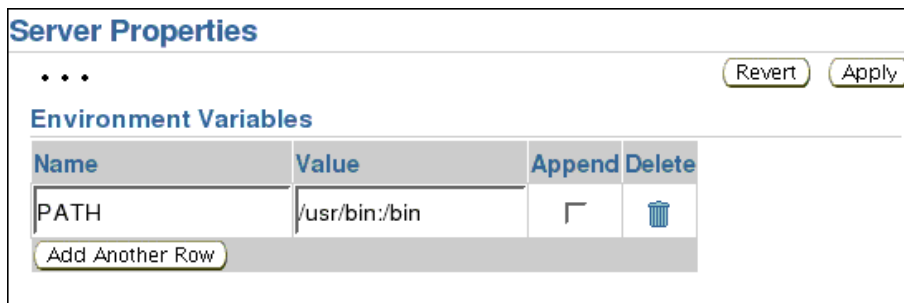 Server Properties
• • •
Revert Apply
Environment Variables
Name Value Append Delete
PATH /usr/bin:/bin
Add Another Row